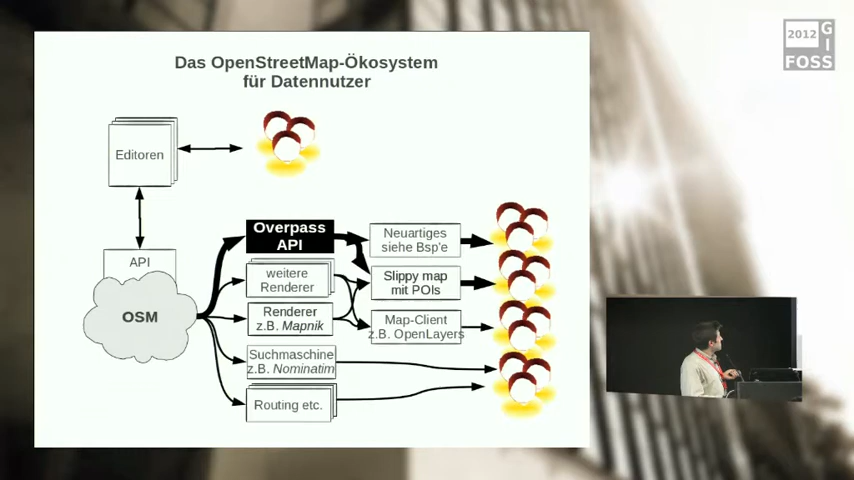 Das OpenStreetMap-Ökosystem
für Datennutzer
2012
GI
FOSS
Editoren
API
OSM
Overpass
API
weitere
Renderer
Renderer
z.B. Mapnik
Suchmaschine
z.B. Nominatim
Routing etc.
Neuartiges
siehe Bsp'e
Slippy map
mit POIs
Map-Client
z.B. OpenLayers